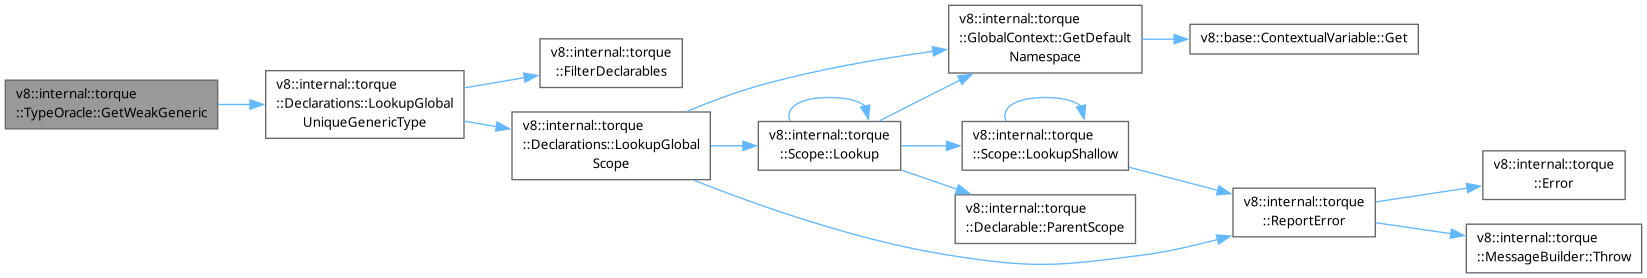 v8::internal::torque
::TypeOracle::GetWeakGeneric
v8::internal::torque
::Declarations::LookupGlobal
UniqueGenericType
v8::internal::torque
::FilterDeclarables
v8::internal::torque
::Declarations::LookupGlobal
Scope
v8::internal::torque
::Scope::Lookup
v8::internal::torque
::GlobalContext::GetDefault
Namespace
v8::internal::torque
::Scope::LookupShallow
v8::internal::torque
::Declarable::ParentScope
v8::base::ContextualVariable::Get
v8::internal::torque
::ReportError
v8::internal::torque
::Error
v8::internal::torque
::MessageBuilder::Throw